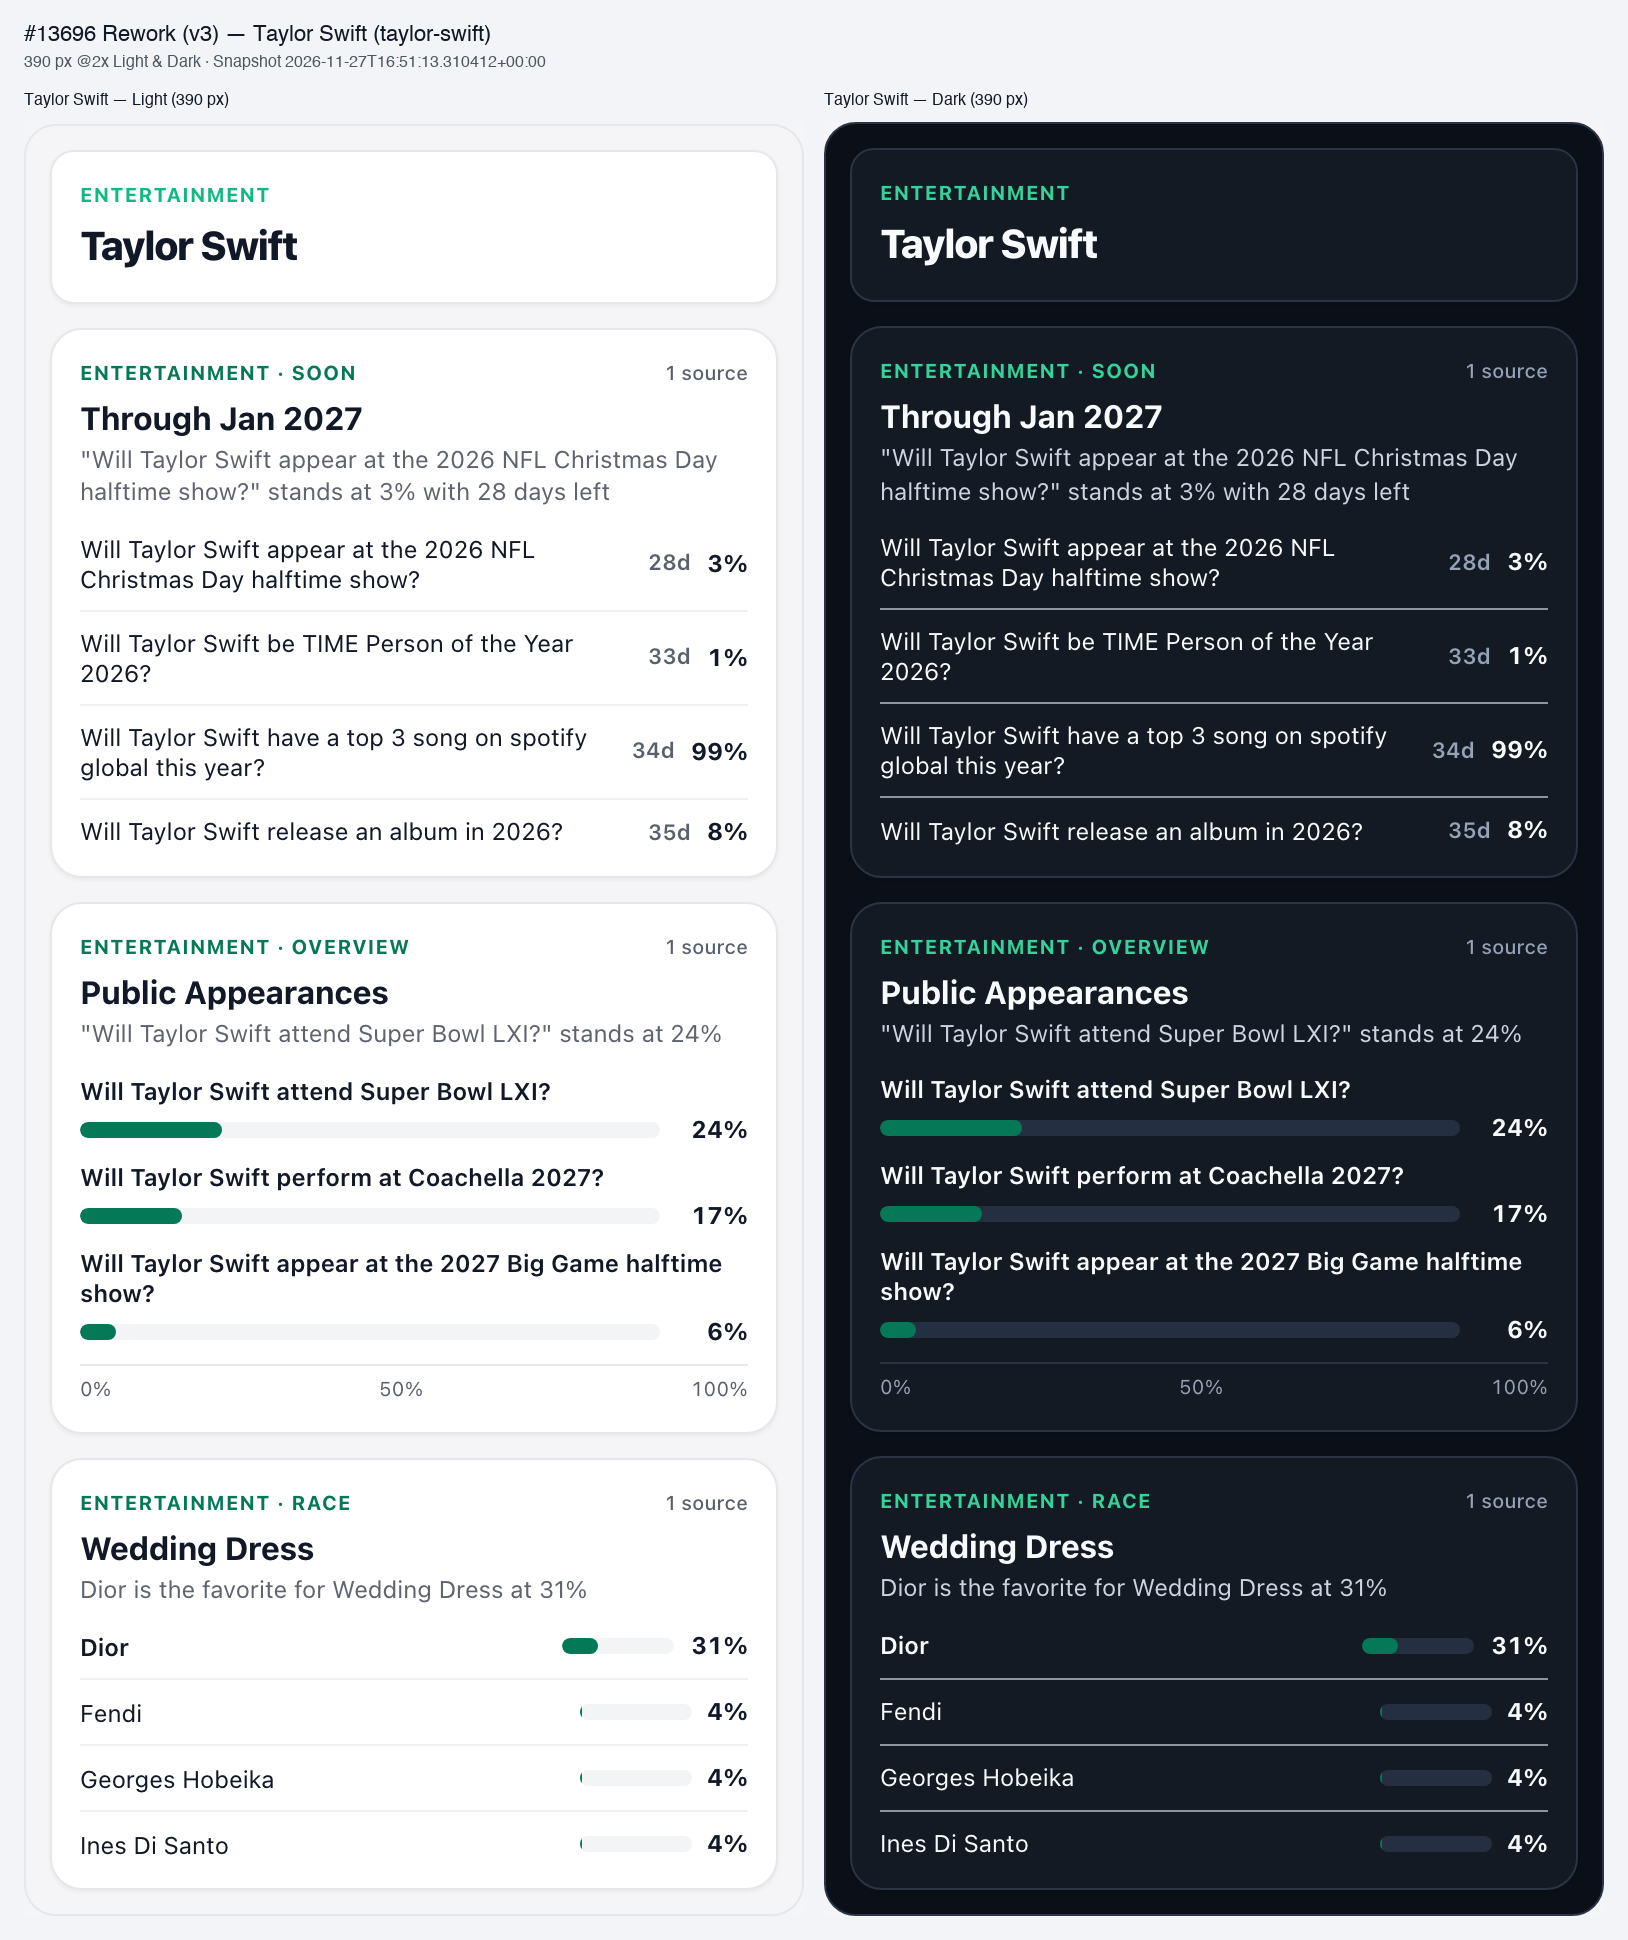 #13696 Rework (v3) — Taylor Swift (taylor-swift)
390 px @2x Light & Dark · Snapshot 2026-11-27T16:51:13.310412+00:00
Taylor Swift — Light (390 px)
ENTERTAINMENT
Taylor Swift
ENTERTAINMENT · SOON
1 source
Through Jan 2027
"Will Taylor Swift appear at the 2026 NFL Christmas Day
halftime show?" stands at 3% with 28 days left
Will Taylor Swift appear at the 2026 NFL
Christmas Day halftime show?
28d 3%
Will Taylor Swift be TIME Person of the Year
2026?
33d 1%
Will Taylor Swift have a top 3 song on spotify
global this year?
34d 99%
Will Taylor Swift release an album in 2026?
35d 8%
ENTERTAINMENT · OVERVIEW
1 source
Public Appearances
"Will Taylor Swift attend Super Bowl LXI?" stands at 24%
Will Taylor Swift attend Super Bowl LXI?
24%
Will Taylor Swift perform at Coachella 2027?
17%
Will Taylor Swift appear at the 2027 Big Game halftime
show?
6%
0% 50% 100%
ENTERTAINMENT · RACE
1 source
Wedding Dress
Dior is the favorite for Wedding Dress at 31%
Dior 31%
Fendi 4%
Georges Hobeika 4%
Ines Di Santo 4%
Taylor Swift — Dark (390 px)
ENTERTAINMENT
Taylor Swift
ENTERTAINMENT · SOON
1 source
Through Jan 2027
"Will Taylor Swift appear at the 2026 NFL Christmas Day
halftime show?" stands at 3% with 28 days left
Will Taylor Swift appear at the 2026 NFL
Christmas Day halftime show?
28d 3%
Will Taylor Swift be TIME Person of the Year
2026?
33d 1%
Will Taylor Swift have a top 3 song on spotify
global this year?
34d 99%
Will Taylor Swift release an album in 2026?
35d 8%
ENTERTAINMENT · OVERVIEW
1 source
Public Appearances
"Will Taylor Swift attend Super Bowl LXI?" stands at 24%
Will Taylor Swift attend Super Bowl LXI?
24%
Will Taylor Swift perform at Coachella 2027?
17%
Will Taylor Swift appear at the 2027 Big Game halftime
show?
6%
0% 50% 100%
ENTERTAINMENT · RACE
1 source
Wedding Dress
Dior is the favorite for Wedding Dress at 31%
Dior 31%
Fendi 4%
Georges Hobeika 4%
Ines Di Santo 4%